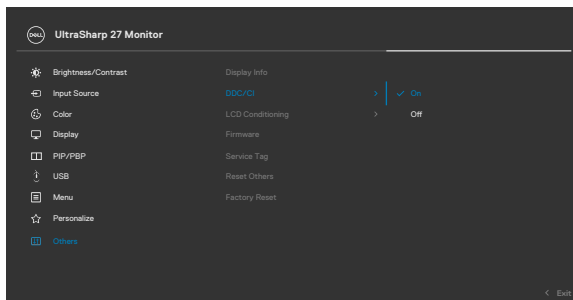 DELL UltraSharp 27 Monitor
Brightness/Contrast Display Info
Input Source DDC/CI > ✓ On
Color LCD Conditioning > Off
Display Firmware
PIP/PBP Service Tag
USB Reset Others
Menu Factory Reset
Personalize
Others
< Exit